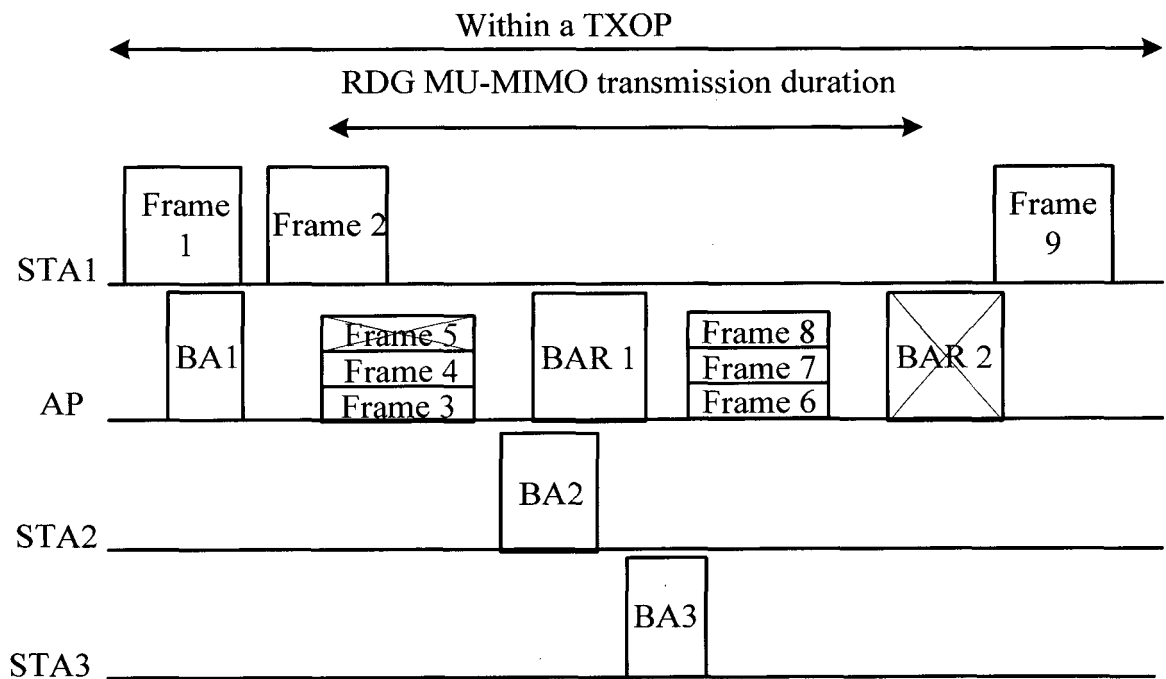 Within a TXOP
RDG MU-MIMO transmission duration
Frame
1
Frame 2
Frame
9
STA1
BA1
Frame 5
Frame 4
Frame 3
BAR 1
Frame 8
Frame 7
Frame 6
BAR 2
AP
BA2
STA2
BA3
STA3